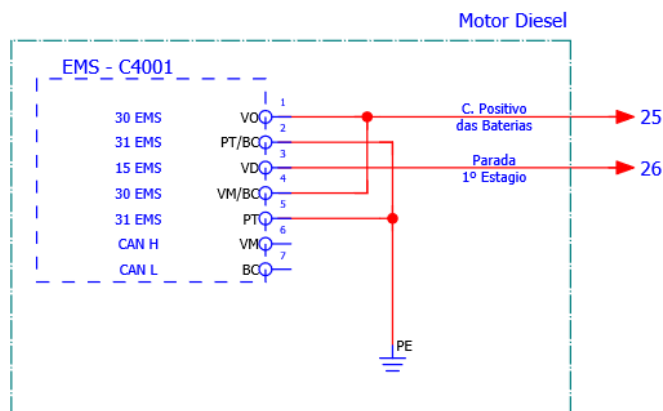 Motor Diesel
EMS - C4001
1
30 EMS VO
C. Positivo
das Baterias
25
2
31 EMS PT/BC
3
15 EMS VD
Parada
1º Estagio
26
4
30 EMS VM/BC
5
31 EMS PT
6
CAN H VM
7
CAN L BC
PE